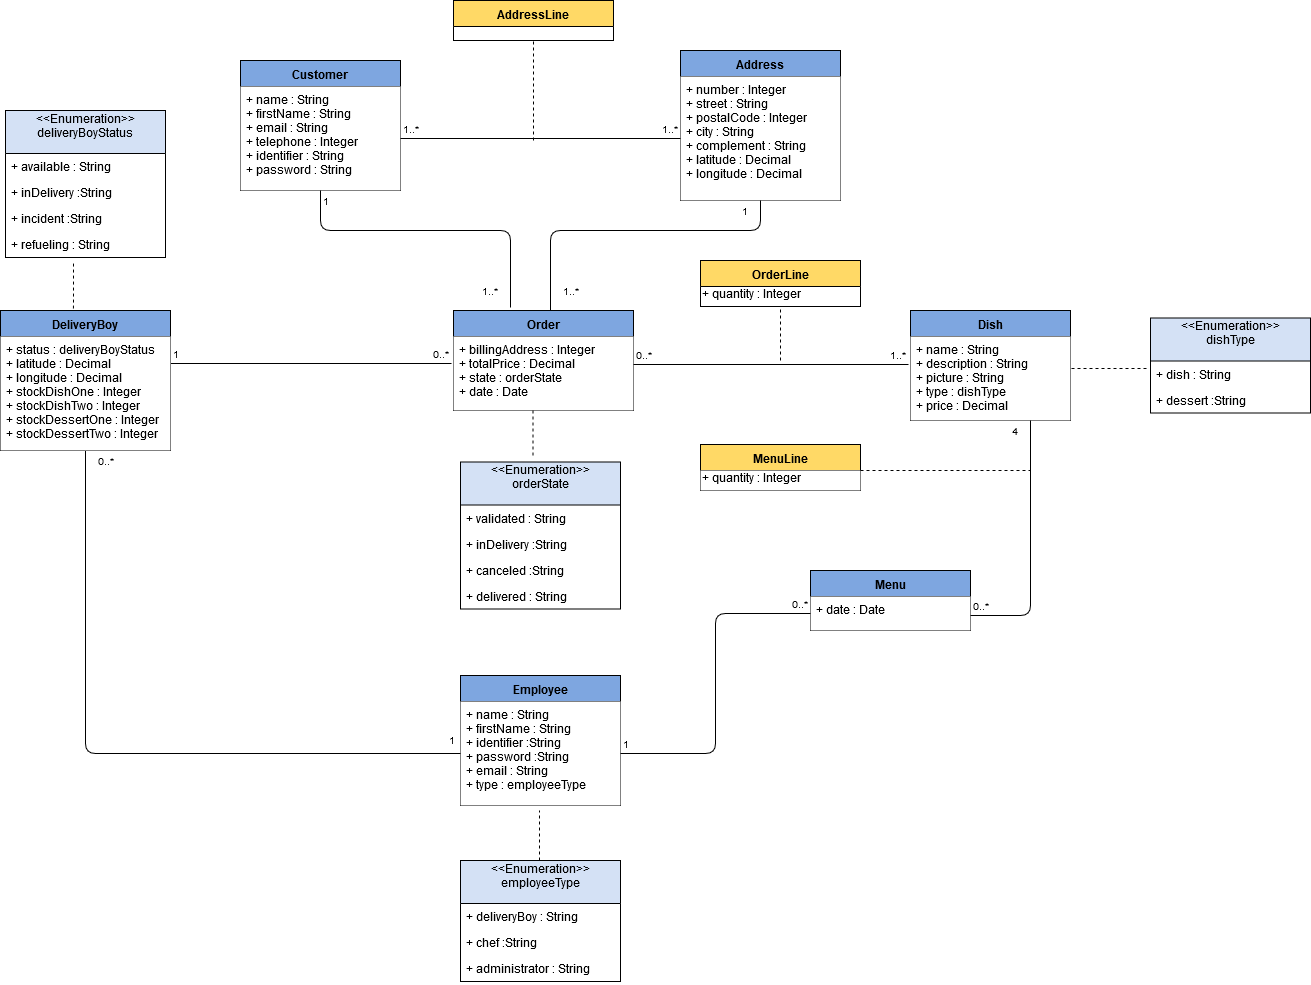 AddressLine
Customer
+ name : String
+ firstName : String
+ email : String
+ telephone : Integer
+ identifier : String
+ password : String
Address
+ number : Integer
+ street : String
+ postalCode : Integer
+ city : String
+ complement : String
+ latitude : Decimal
+ longitude : Decimal
1..*
1..*
<<Enumeration>>
deliveryBoyStatus
+ available : String
+ inDelivery :String
+ incident :String
+ refueling : String
1
1
1..*
1..*
OrderLine
+ quantity : Integer
DeliveryBoy
+ status : deliveryBoyStatus
+ latitude : Decimal
+ longitude : Decimal
+ stockDishOne : Integer
+ stockDishTwo : Integer
+ stockDessertOne : Integer
+ stockDessertTwo : Integer
1
0..*
Order
+ billingAddress : Integer
+ totalPrice : Decimal
+ state : orderState
+ date : Date
0..*
1..*
Dish
+ name : String
+ description : String
+ picture : String
+ type : dishType
+ price : Decimal
<<Enumeration>>
dishType
+ dish : String
+ dessert :String
0..*
4
<<Enumeration>>
orderState
+ validated : String
+ inDelivery :String
+ canceled :String
+ delivered : String
MenuLine
+ quantity : Integer
Menu
+ date : Date
0..*
0..*
Employee
+ name : String
+ firstName : String
+ identifier :String
+ password :String
+ email : String
+ type : employeeType
1
1
<<Enumeration>>
employeeType
+ deliveryBoy : String
+ chef :String
+ administrator : String